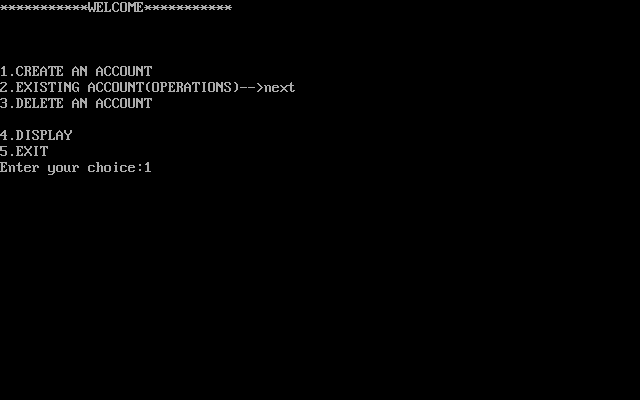 ***********WELCOME***********
1.CREATE AN ACCOUNT
2.EXISTING ACCOUNT(OPERATIONS)-->next
3.DELETE AN ACCOUNT
4.DISPLAY
5.EXIT
Enter your choice:1